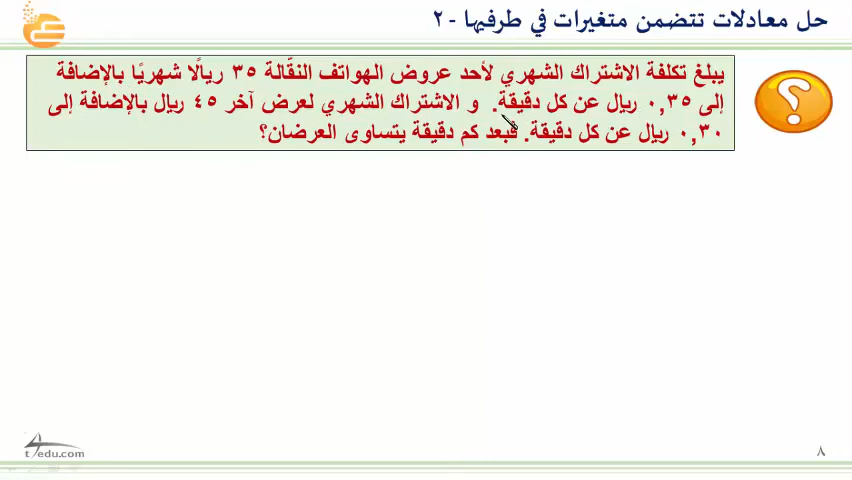 حل معادلات تتضمن متغيرات في طرفيها -٢
يبلغ تكلفة الاشتراك الشهري لأحد عروض الهواتف النقّالة ٣٥ ريالًا شهريًا بالإضافة
إلى ٠,٣٥ ريال عن كل دقيقة. و الاشتراك الشهري لعرض آخر ٤٥ ريال بالإضافة إلى
٠,٣٠ ريال عن كل دقيقة. فبعد كم دقيقة يتساوى العرضان؟
t4edu.com
٨